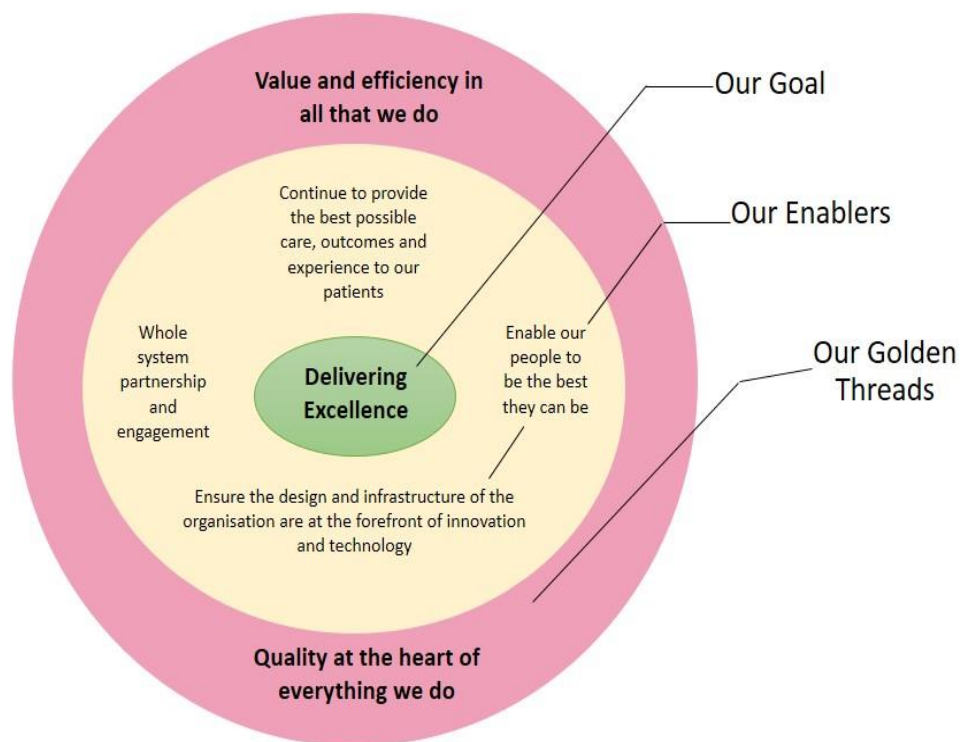 Value and efficiency in
all that we do
Our Goal
Continue to provide
the best possible
care, outcomes and
experience to our
patients
Our Enablers
Whole
system
partnership
and
engagement
Delivering
Excellence
Enable our
people to
be the best
they can be
Our Golden
Threads
Ensure the design and infrastructure of the
organisation are at the forefront of innovation
and technology
Quality at the heart of
everything we do